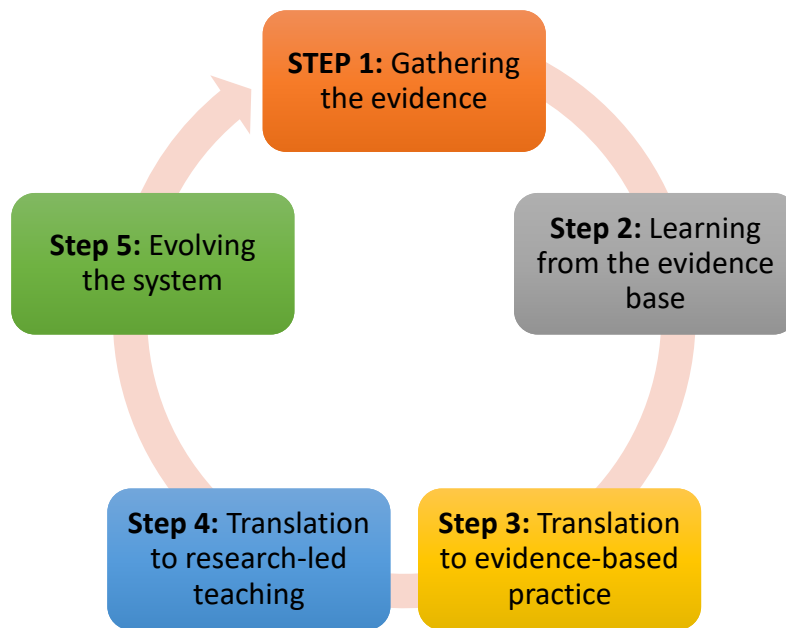 STEP 1: Gathering
the evidence
Step 2: Learning
from the evidence
base
Step 3: Translation
to evidence-based
practice
Step 4: Translation
to research-led
teaching
Step 5: Evolving
the system